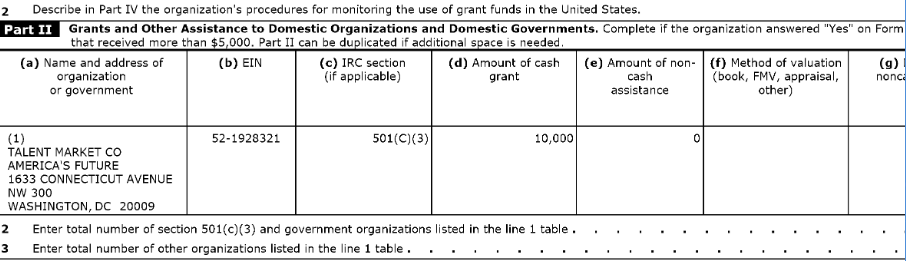 2 Describe in Part IV the organization's procedures for monitoring the use of grant funds in the United States.
Part II Grants and Other Assistance to Domestic Organizations and Domestic Governments. Complete if the organization answered "Yes" on Form
that received more than $5,000. Part II can be duplicated if additional space is needed.
(a) Name and address of
organization
or government
(b) EIN
(c) IRC section
(if applicable)
(d) Amount of cash
grant
(e) Amount of non-
cash
assistance
(f) Method of valuation
(book, FMV, appraisal,
other)
(g)
nonca
(1)
TALENT MARKET CO
AMERICA'S FUTURE
1633 CONNECTICUT AVENUE
NW 300
WASHINGTON, DC 20009
52-1928321
501(C)(3)
10,000
0
2 Enter total number of section 501(c)(3) and government organizations listed in the line 1 table . . . . . . . . . . . . . . .
3 Enter total number of other organizations listed in the line 1 table . . . . . . . . . . . . . . . . . . . . . . .